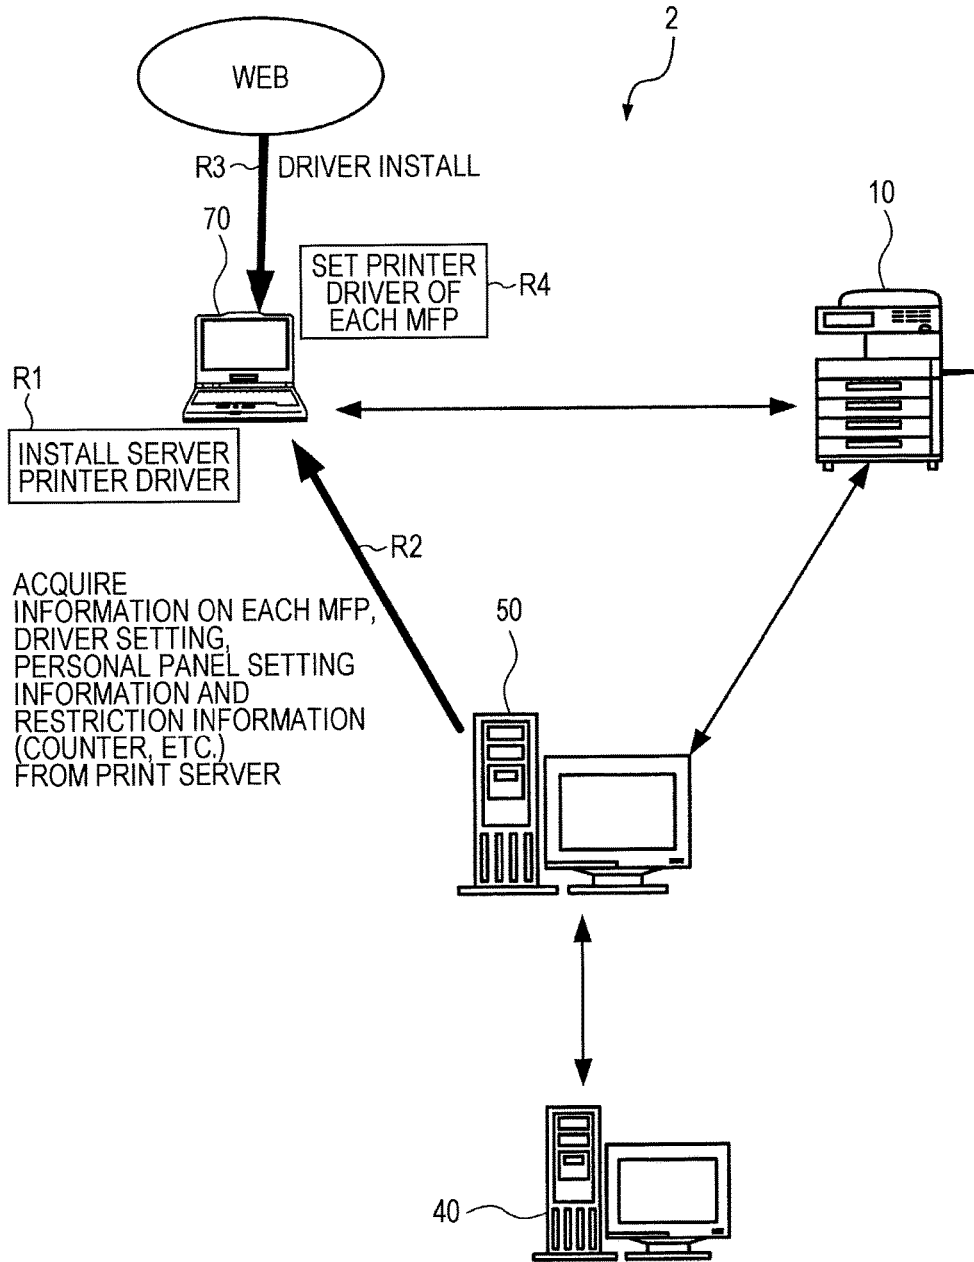 2
WEB
R3
DRIVER INSTALL
70
10
SET PRINTER
DRIVER OF
EACH MFP
R4
R1
INSTALL SERVER
PRINTER DRIVER
R2
ACQUIRE
INFORMATION ON EACH MFP,
DRIVER SETTING,
PERSONAL PANEL SETTING
INFORMATION AND
RESTRICTION INFORMATION
(COUNTER, ETC.)
FROM PRINT SERVER
50
40